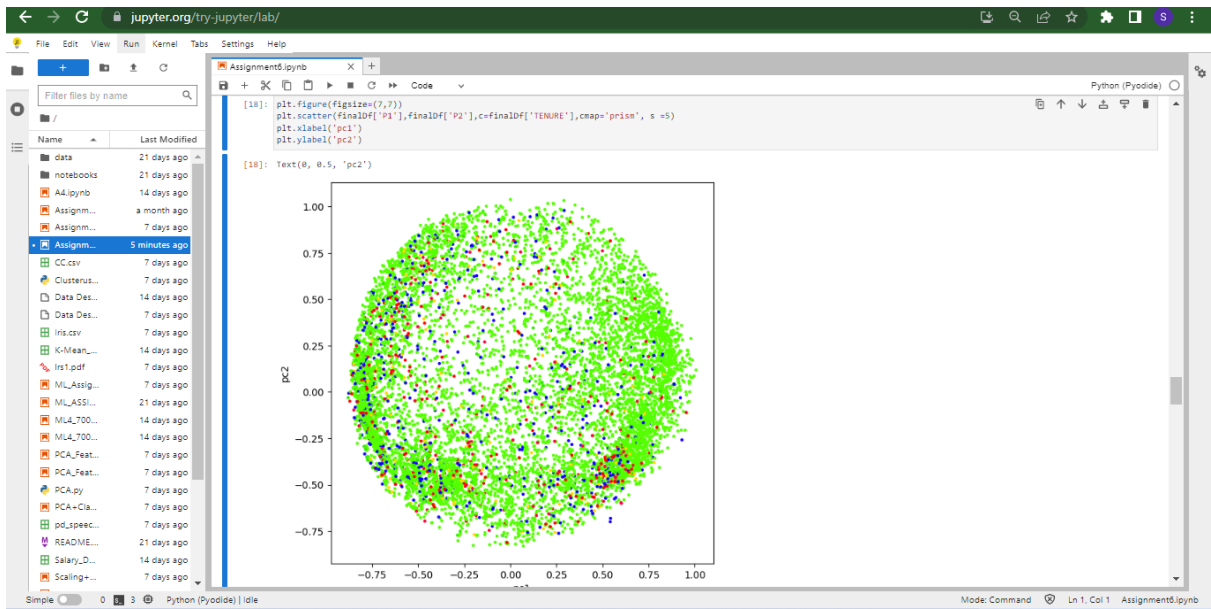 jupyter.org/try-jupyter/lab/
S
File Edit View Run Kernel Tabs Settings Help
Assignment6.ipynb
Filter files by name
Code
Python (Pyodide)
/
Name Last Modified
data 21 days ago
notebooks 21 days ago
A4.ipynb 14 days ago
Assignm... a month ago
Assignm... 7 days ago
Assignm... 5 minutes ago
CC.csv 7 days ago
Clusterus... 7 days ago
Data Des... 14 days ago
Data Des... 7 days ago
Iris.csv 7 days ago
K-Mean_... 14 days ago
Irs1.pdf 7 days ago
ML_Assig... 7 days ago
ML_ASSI... 21 days ago
ML4_700... 14 days ago
ML4_700... 14 days ago
PCA_Feat... 7 days ago
PCA_Feat... 7 days ago
PCA.py 7 days ago
PCA+Cla... 7 days ago
pd_speec... 7 days ago
README.... 21 days ago
Salary_D... 14 days ago
Scaling+... 7 days ago
[18]: plt.figure(figsize=(7,7))
plt.scatter(finalDf['P1'],finalDf['P2'],c=finalDf['TENURE'],cmap='prism', s =5)
plt.xlabel('pc1')
plt.ylabel('pc2')
[18]: Text(0, 0.5, 'pc2')
1.00
0.75
0.50
0.25
0.00
−0.25
−0.50
−0.75
pc2
−0.75 −0.50 −0.25 0.00 0.25 0.50 0.75 1.00
Simple 0 3 Python (Pyodide) | Idle
Mode: Command Ln 1, Col 1 Assignment6.ipynb